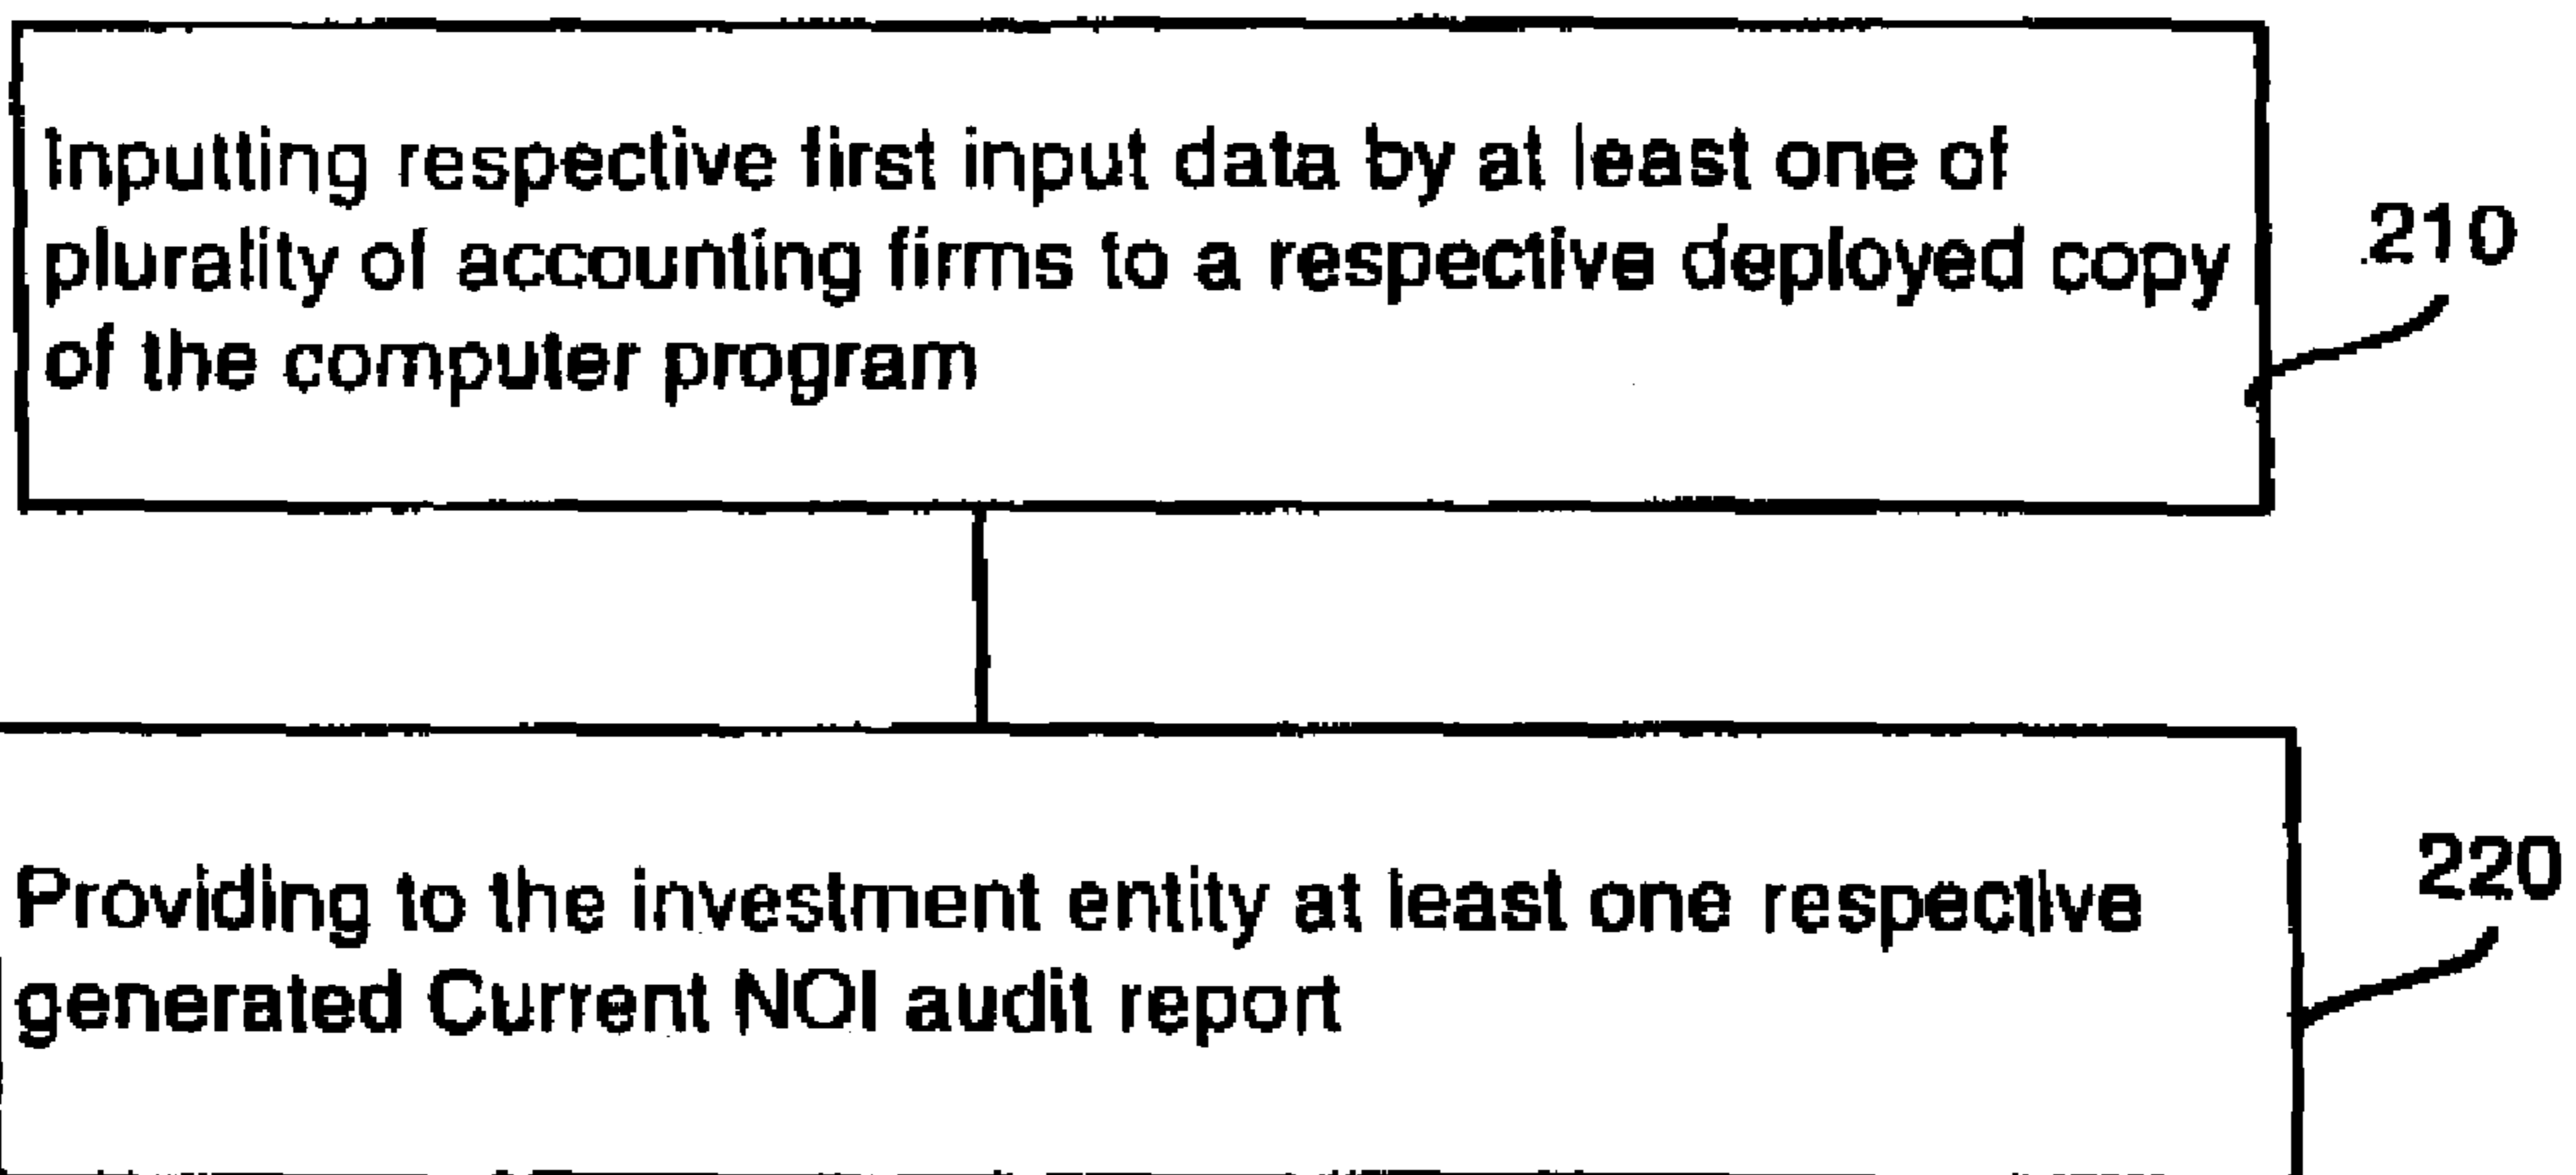 Inputting respective first input data by at least one of
plurality of accounting firms to a respective deployed copy
of the computer program
210
Providing to the investment entity at least one respective
generated Current NOI audit report
220